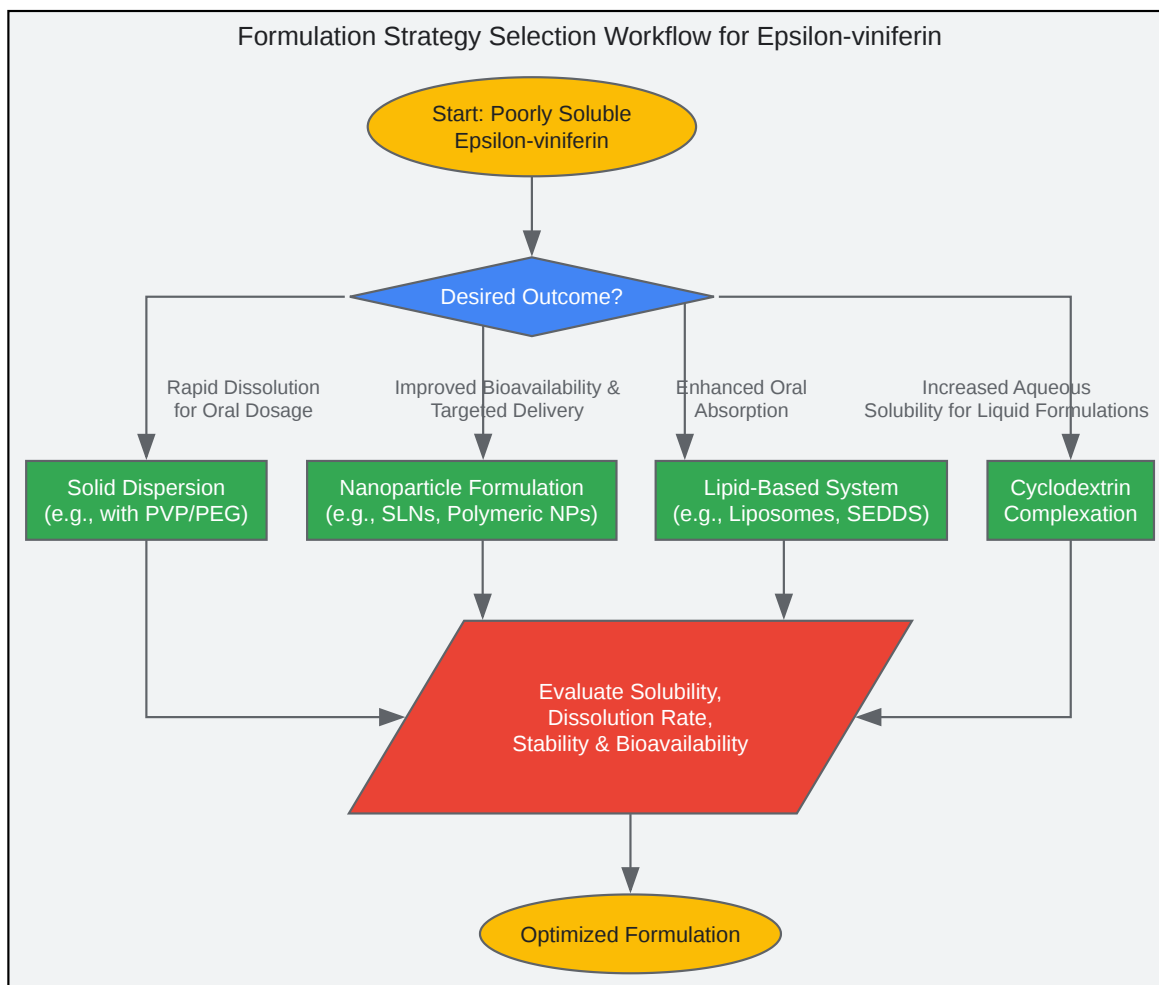 Formulation Strategy Selection Workflow for Epsilon-viniferin
Start: Poorly Soluble
Epsilon-viniferin
Desired Outcome?
Rapid Dissolution
for Oral Dosage
Improved Bioavailability &
Targeted Delivery
Enhanced Oral
Absorption
Increased Aqueous
Solubility for Liquid Formulations
Solid Dispersion
(e.g., with PVP/PEG)
Nanoparticle Formulation
(e.g., SLNs, Polymeric NPs)
Lipid-Based System
(e.g., Liposomes, SEDDS)
Cyclodextrin
Complexation
Evaluate Solubility,
Dissolution Rate,
Stability & Bioavailability
Optimized Formulation